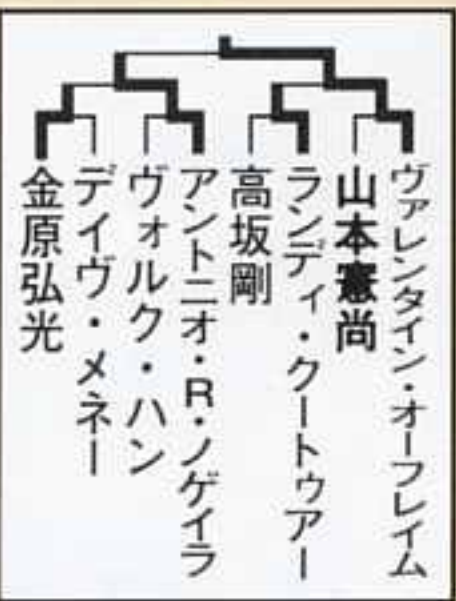 ヴァレンタイン・オーフレイム
山本憲尚
ランディ・クートゥアー
高坂剛
アントニオ・R・ノゲイラ
ヴォルク・ハン
デイヴ・メネー
金原弘光